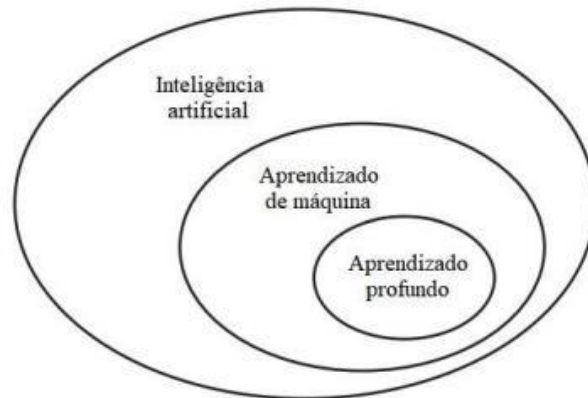 Inteligência
artificial
Aprendizado
de máquina
Aprendizado
profundo